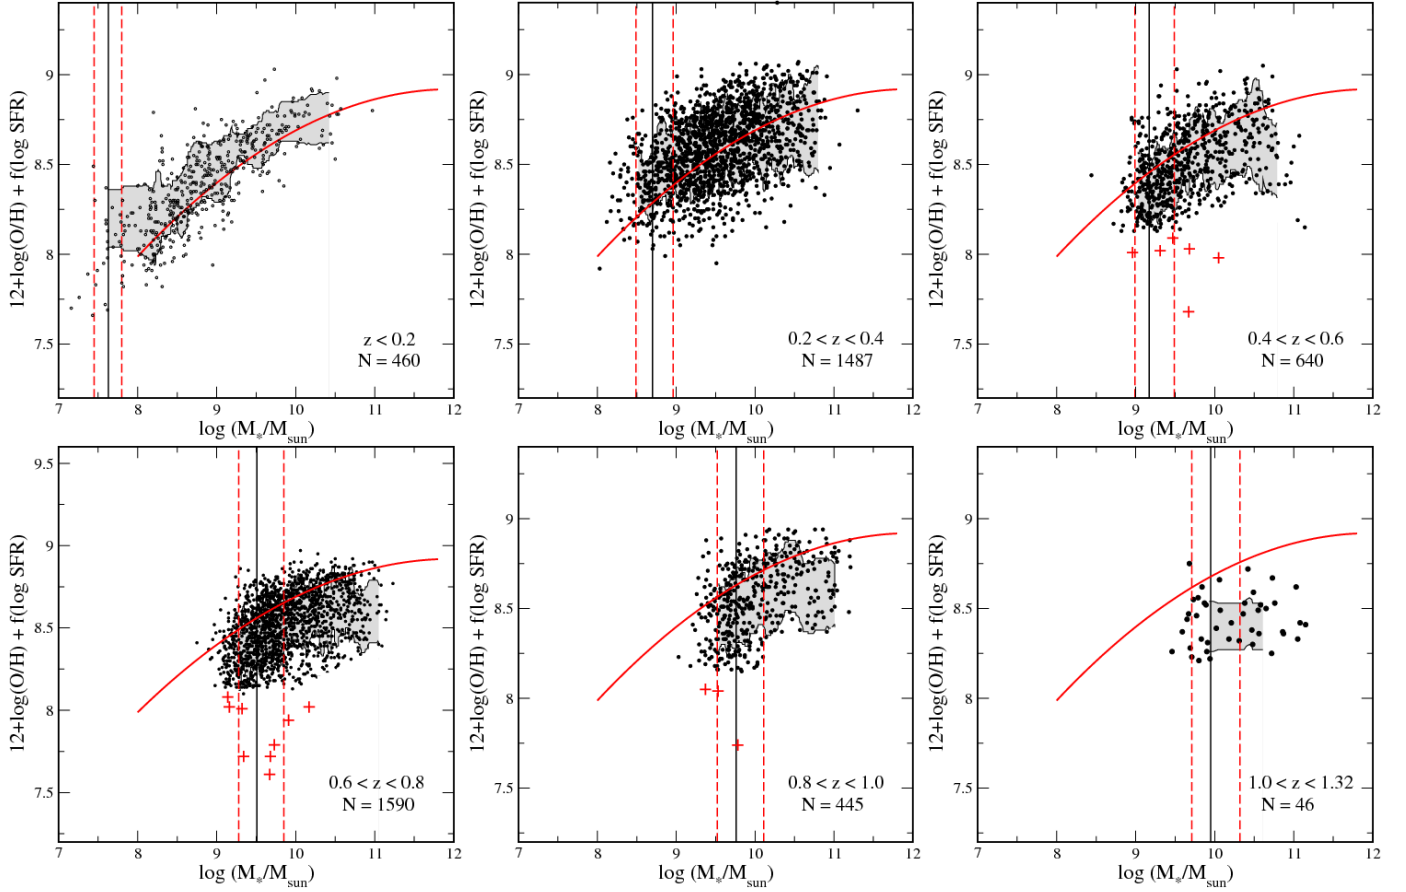 12+log(O/H) + f(log SFR)
9
8.5
8
7.5
z < 0.2
N = 460
7 8 9 10 11 12
log (M*/Msun)
12+log(O/H) + f(log SFR)
9
8.5
8
7.5
0.2 < z < 0.4
N = 1487
7 8 9 10 11 12
log (M*/Msun)
12+log(O/H) + f(log SFR)
9
8.5
8
7.5
0.4 < z < 0.6
N = 640
7 8 9 10 11 12
log (M*/Msun)
12+log(O/H) + f(log SFR)
9.5
9
8.5
8
7.5
0.6 < z < 0.8
N = 1590
7 8 9 10 11 12
log (M*/Msun)
12+log(O/H) + f(log SFR)
9
8.5
8
7.5
0.8 < z < 1.0
N = 445
7 8 9 10 11 12
log (M*/Msun)
12+log(O/H) + f(log SFR)
9
8.5
8
7.5
1.0 < z < 1.32
N = 46
7 8 9 10 11 12
log (M*/Msun)